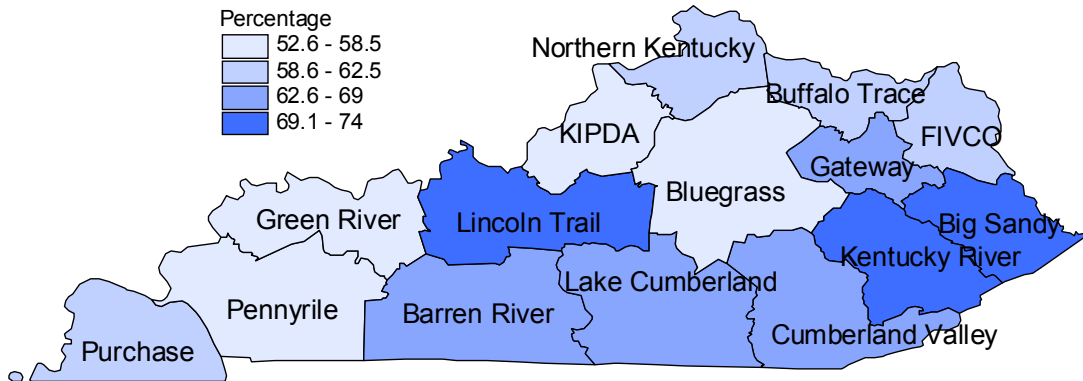 Percentage
52.6 - 58.5
58.6 - 62.5
62.6 - 69
69.1 - 74
Northern Kentucky
Buffalo Trace
KIPDA
FIVCO
Gateway
Bluegrass
Green River
Lincoln Trail
Big Sandy
Kentucky River
Lake Cumberland
Pennyrile
Barren River
Cumberland Valley
Purchase